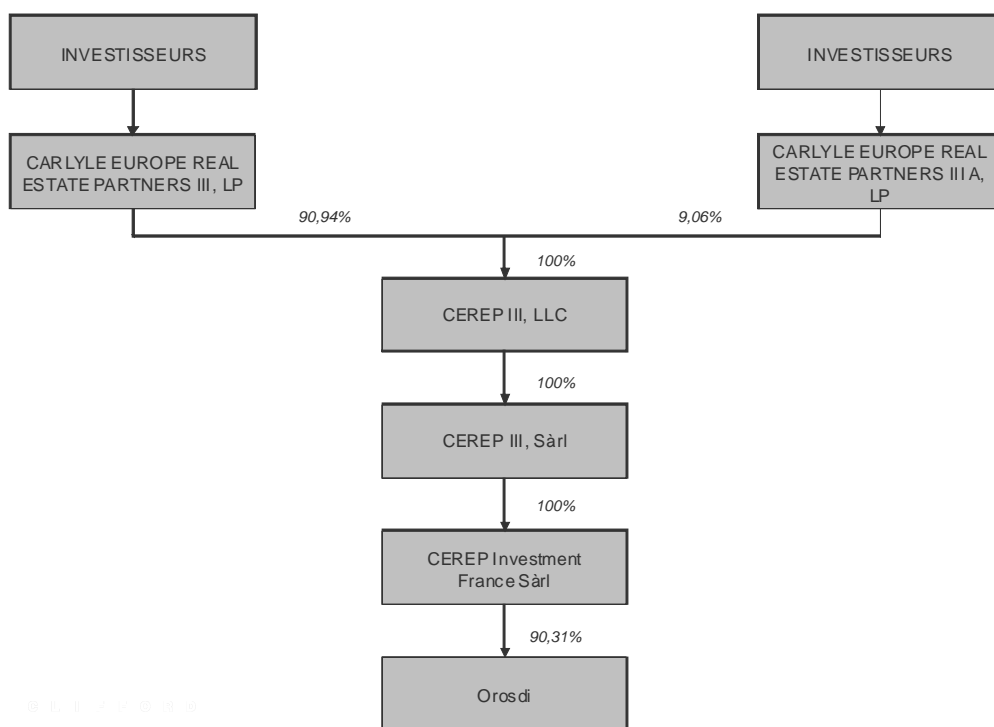 INVESTISSEURS
INVESTISSEURS
CARLYLE EUROPE REAL
ESTATE PARTNERS III, LP
CARLYLE EUROPE REAL
ESTATE PARTNERS III A,
LP
90,94%
9,06%
100%
CEREP III, LLC
100%
CEREP III, Sàrl
100%
CEREP Investment
France Sàrl
90,31%
Orosdi